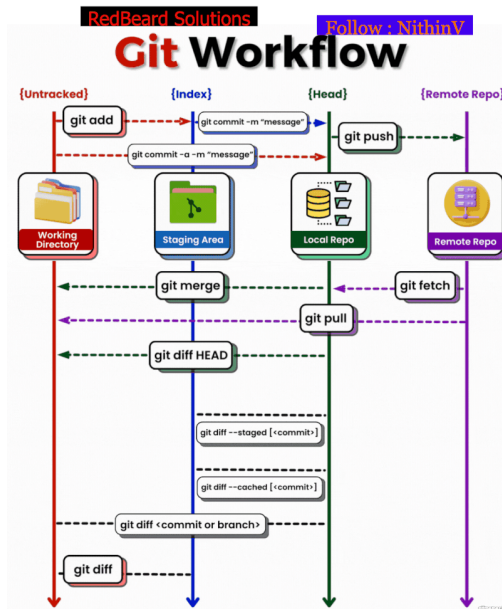 RedBeard Solutions
Follow : NithinV
Git Workflow
{Untracked} {Index} {Head} {Remote Repo}
git add
git commit -m “message”
git push
git commit -a -m “message”
Working Directory
Staging Area
Local Repo
Remote Repo
git merge
git fetch
git pull
git diff HEAD
git diff --staged [<commit>]
git diff --cached [<commit>]
git diff <commit or branch>
git diff